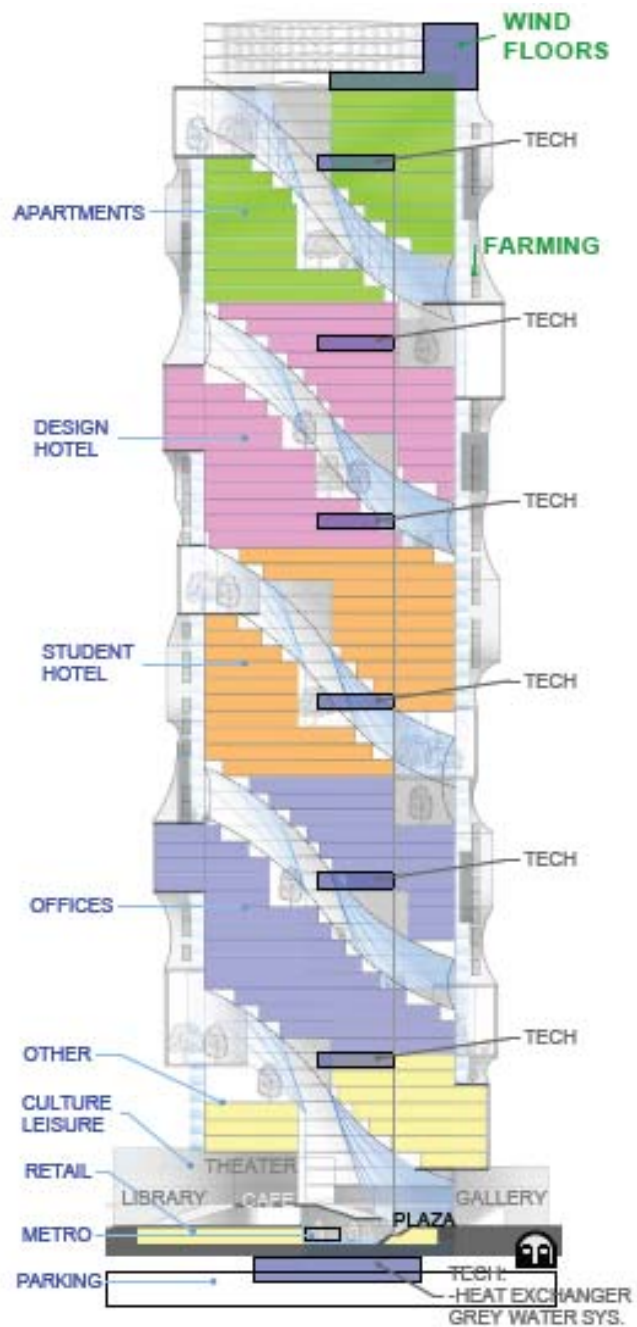 WIND
FLOORS
TECH
APARTMENTS
FARMING
TECH
DESIGN
HOTEL
TECH
STUDENT
HOTEL
TECH
TECH
OFFICES
TECH
OTHER
CULTURE
LEISURE
THEATER
RETAIL
LIBRARY
CAFE
GALLERY
PLAZA
METRO
PARKING
TECH:
-HEAT EXCHANGER
GREY WATER SYS.